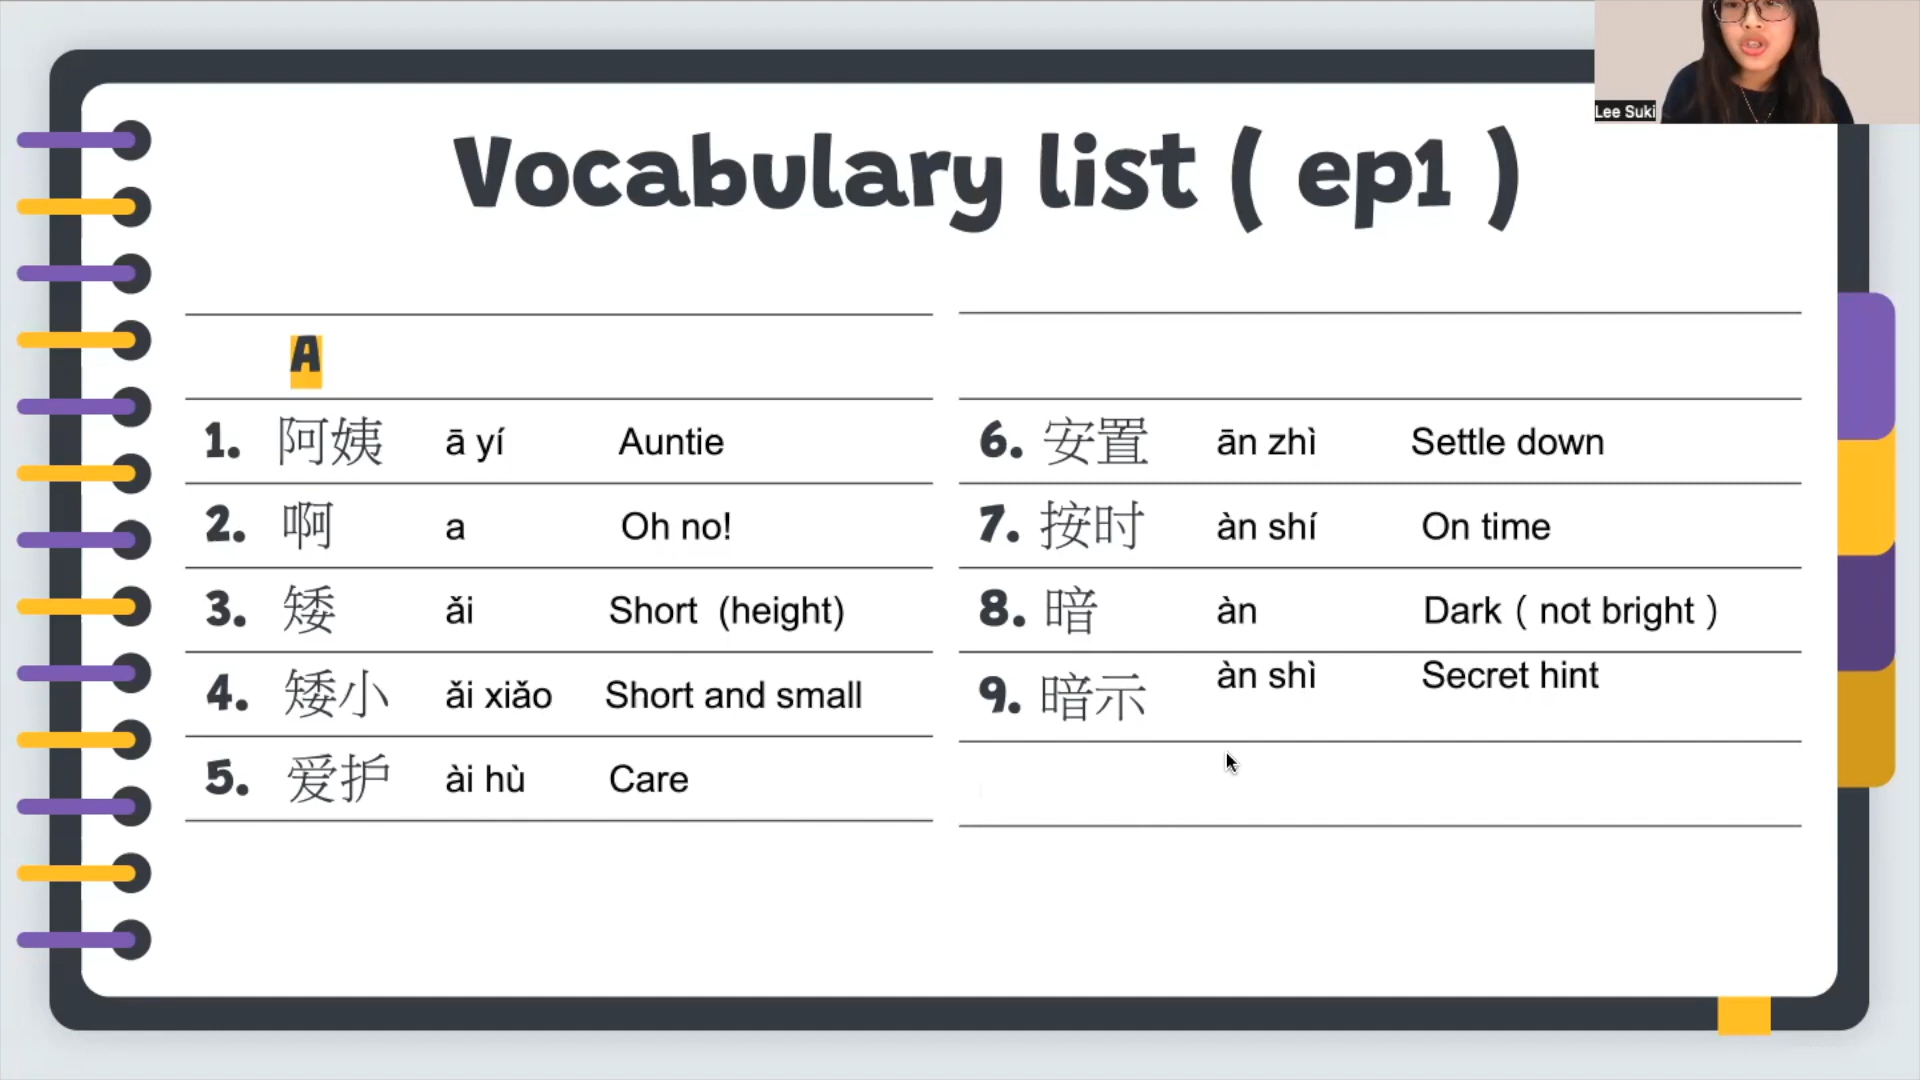 Lee Suki
Vocabulary list ( ep1 )
A
1. 阿姨 ā yí Auntie
2. 啊 a Oh no!
3. 矮 ǎi Short (height)
4. 矮小 ǎi xiǎo Short and small
5. 爱护 ài hù Care
6. 安置 ān zhì Settle down
7. 按时 àn shí On time
8. 暗 àn Dark ( not bright )
9. 暗示 àn shì Secret hint